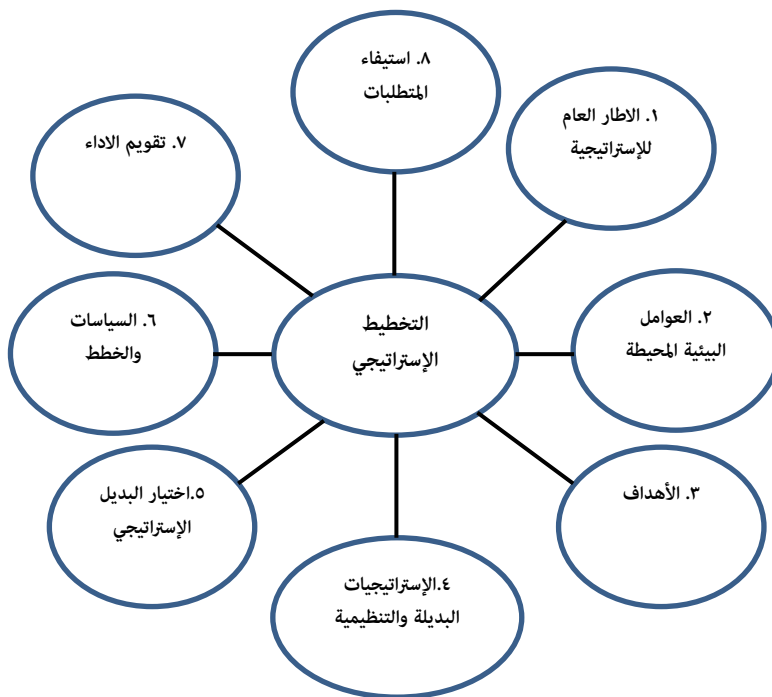 ٨. استيفاء
المتطلبات
١. الاطار العام
للإستراتيجية
٧. تقويم الاداء
٢. العوامل
البيئية المحيطة
التخطيط
الإستراتيجي
٦. السياسات
والخطط
٣. الأهداف
٥.اختيار البديل
الإستراتيجي
٤.الإستراتيجيات
البديلة والتنظيمية